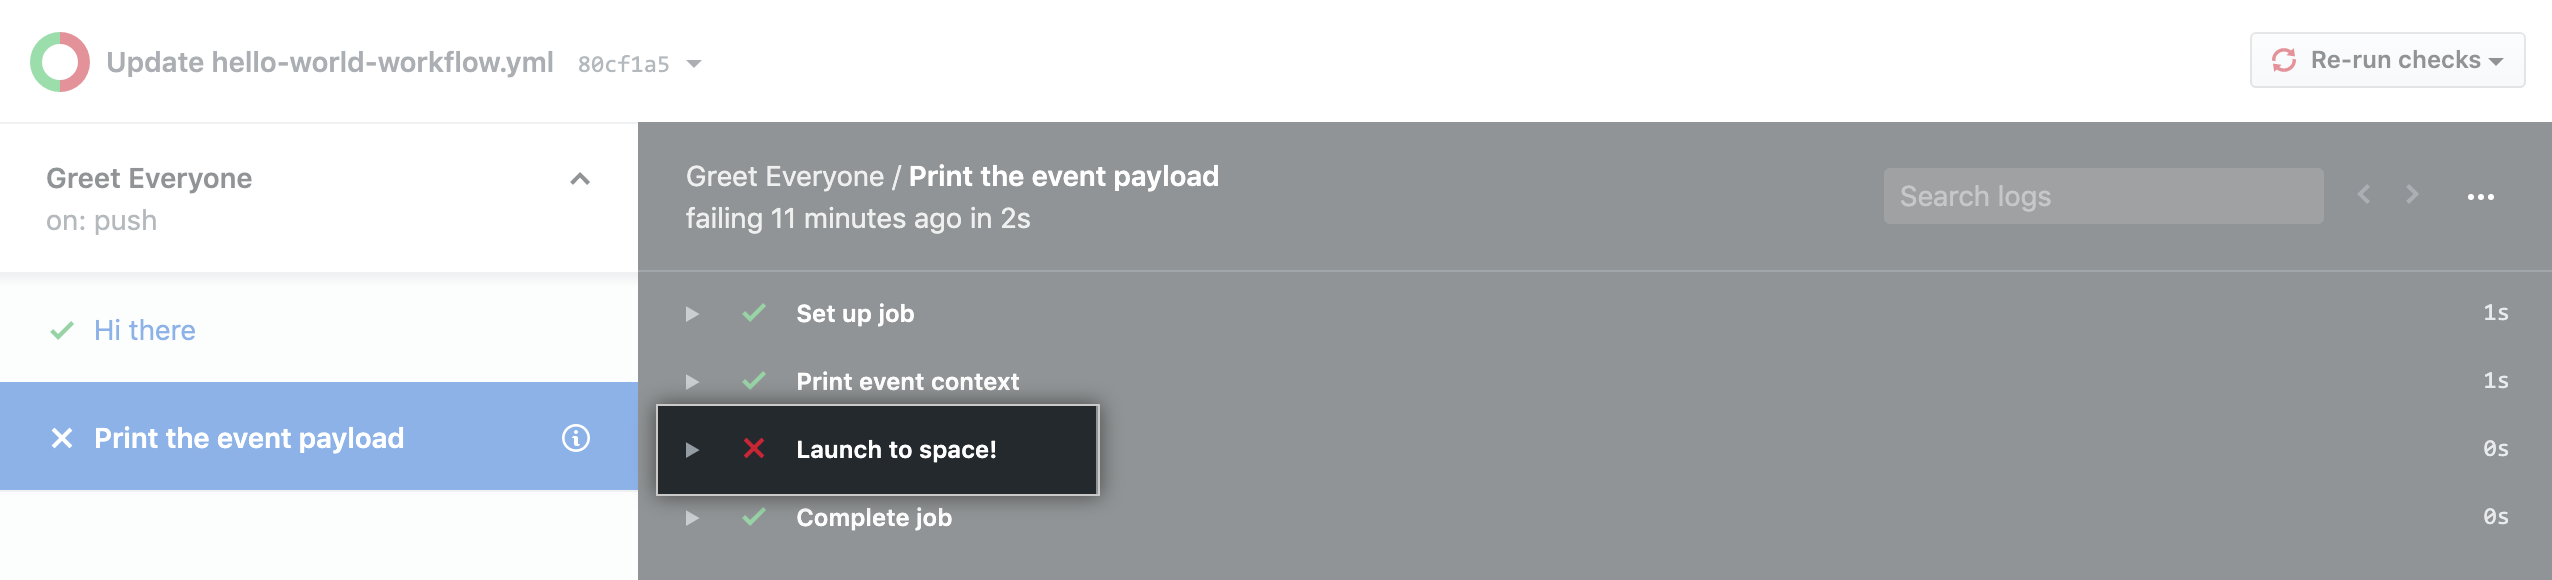 Update hello-world-workflow.yml 80cf1a5
Re-run checks
Greet Everyone
on: push
Hi there
Print the event payload
Greet Everyone / Print the event payload
failing 11 minutes ago in 2s
Search logs
Set up job 1s
Print event context 1s
Launch to space! 0s
Complete job 0s